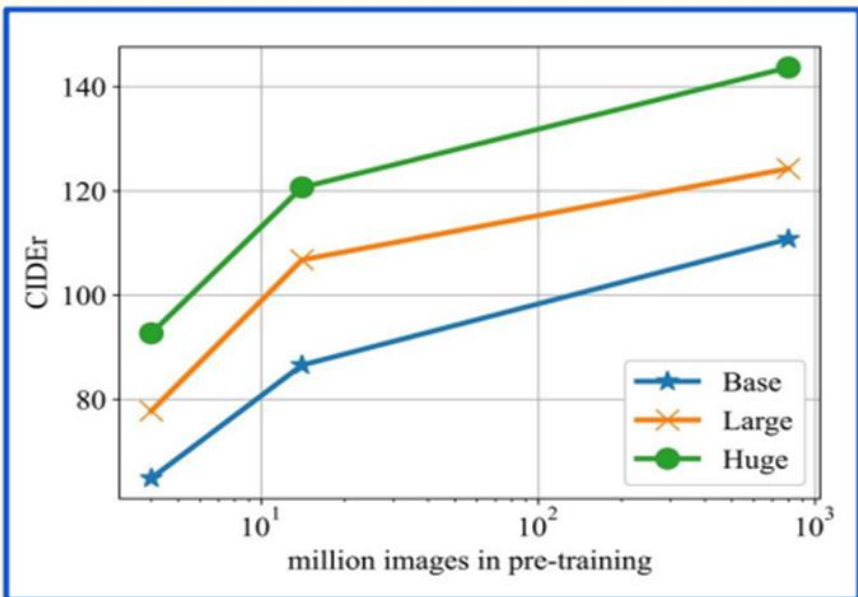 140
120
100
80
CIDEr
Base
Large
Huge
10^1 10^2 10^3
million images in pre-training